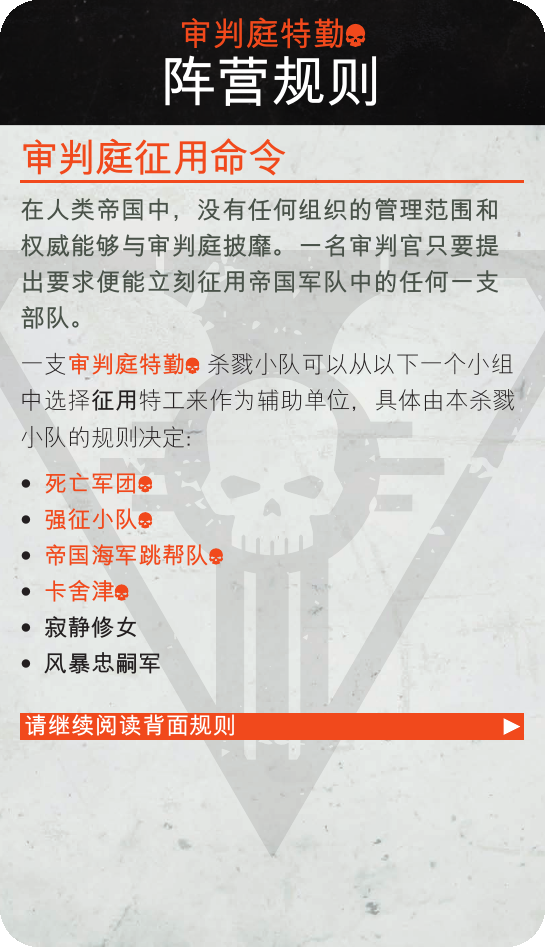 审判庭特勤
阵营规则
审判庭征用命令
在人类帝国中，没有任何组织的管理范围和
权威能够与审判庭披靡。一名审判官只要提
出要求便能立刻征用帝国军队中的任何一支
部队。
一支审判庭特勤 杀戮小队可以从以下一个小组
中选择征用特工来作为辅助单位，具体由本杀戮
小队的规则决定:
• 死亡军团
• 强征小队
• 帝国海军跳帮队
• 卡舍津
• 寂静修女
• 风暴忠嗣军
请继续阅读背面规则